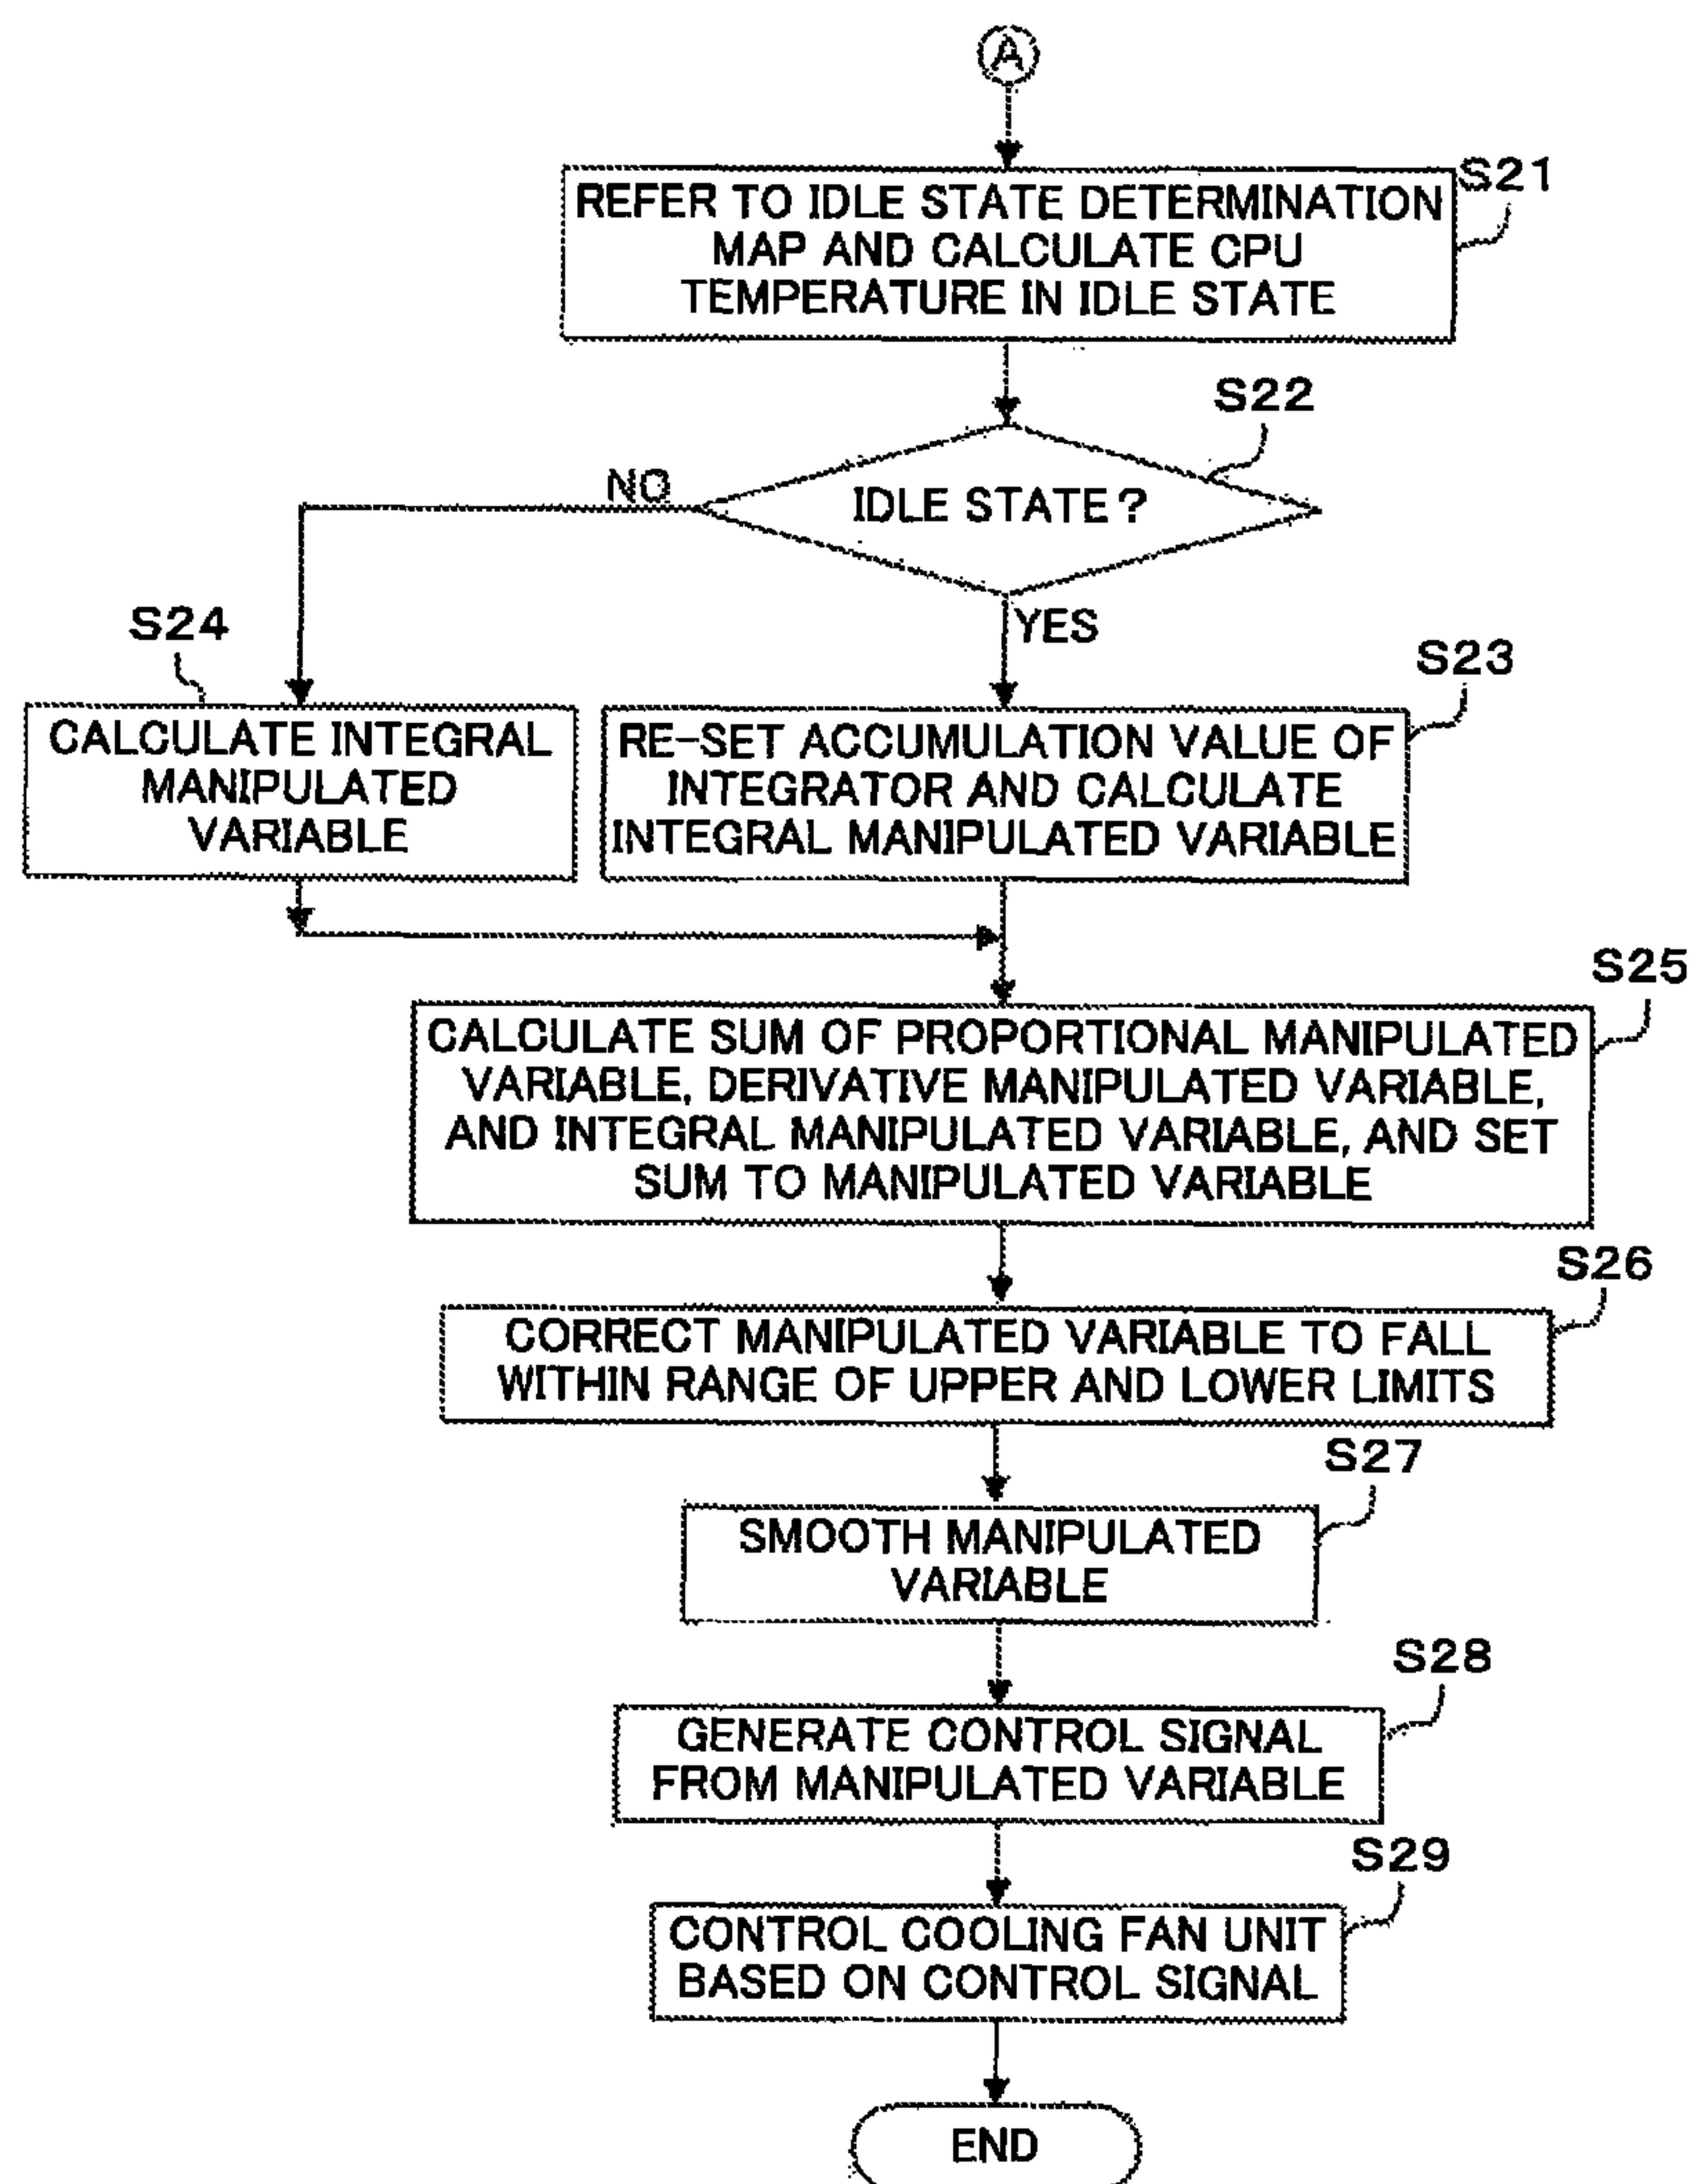 A
S21
REFER TO IDLE STATE DETERMINATION
MAP AND CALCULATE CPU
TEMPERATURE IN IDLE STATE
S22
NO
IDLE STATE?
YES
S24
S23
CALCULATE INTEGRAL
MANIPULATED
VARIABLE
RE-SET ACCUMULATION VALUE OF
INTEGRATOR AND CALCULATE
INTEGRAL MANIPULATED VARIABLE
S25
CALCULATE SUM OF PROPORTIONAL MANIPULATED
VARIABLE, DERIVATIVE MANIPULATED VARIABLE,
AND INTEGRAL MANIPULATED VARIABLE, AND SET
SUM TO MANIPULATED VARIABLE
S26
CORRECT MANIPULATED VARIABLE TO FALL
WITHIN RANGE OF UPPER AND LOWER LIMITS
S27
SMOOTH MANIPULATED
VARIABLE
S28
GENERATE CONTROL SIGNAL
FROM MANIPULATED VARIABLE
S29
CONTROL COOLING FAN UNIT
BASED ON CONTROL SIGNAL
END